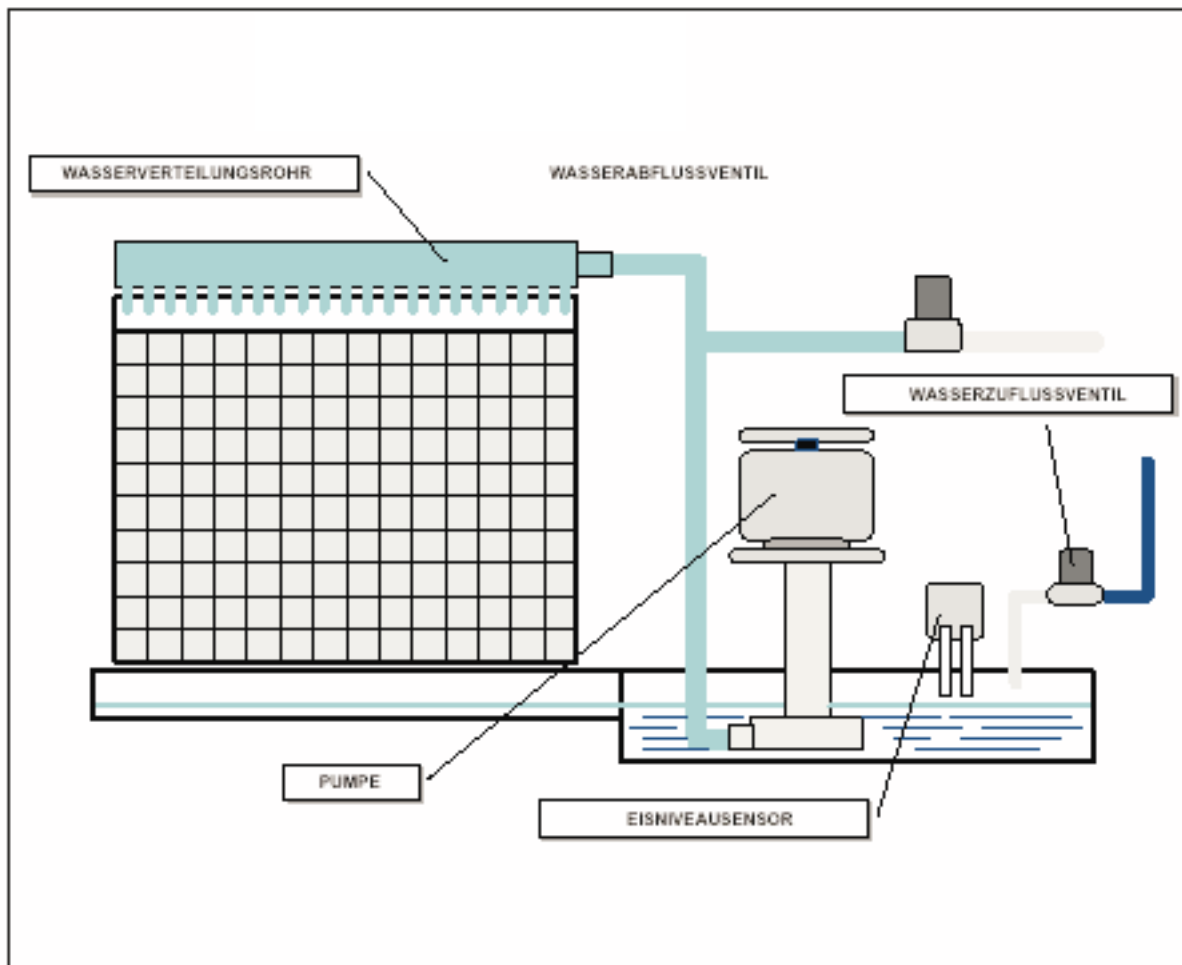 WASSERVERTEILUNGSROHR
WASSERABFLUSSVENTIL
WASSERZUFLUSSVENTIL
PUMPE
EISNIVEAUSENSOR